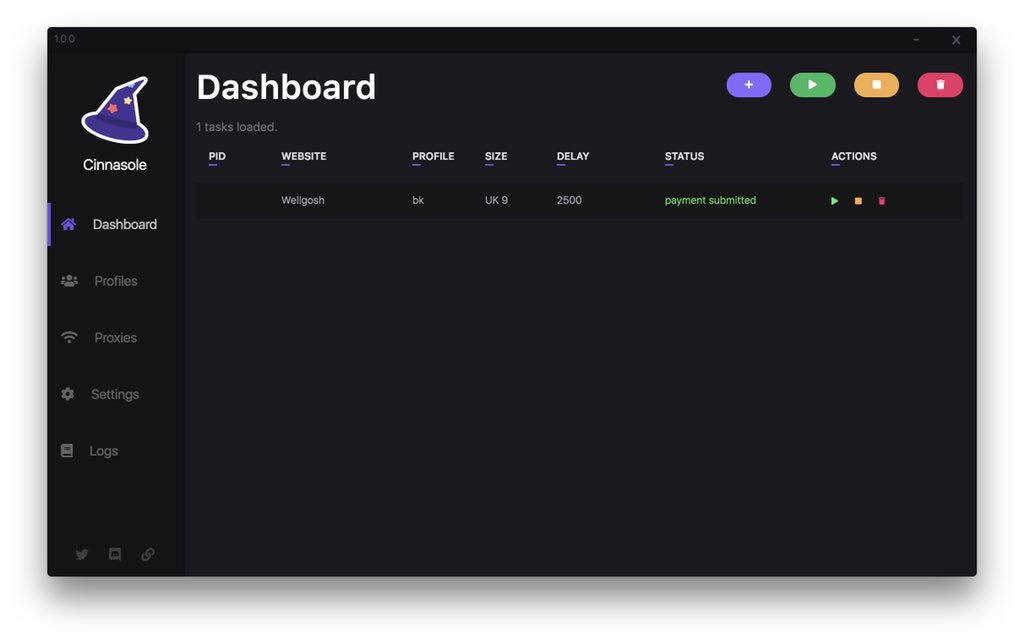 1.0.0
Cinnasole
Dashboard
Profiles
Proxies
Settings
Logs
Dashboard
1 tasks loaded.
PID WEBSITE PROFILE SIZE DELAY STATUS ACTIONS
Wellgosh bk UK 9 2500 payment submitted